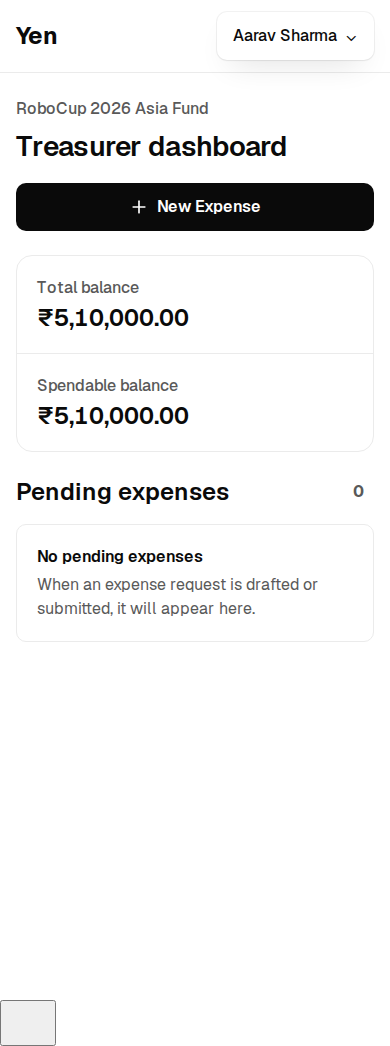 Yen
Aarav Sharma
RoboCup 2026 Asia Fund
Treasurer dashboard
New Expense
Total balance
₹5,10,000.00
Spendable balance
₹5,10,000.00
Pending expenses
0
No pending expenses
When an expense request is drafted or
submitted, it will appear here.